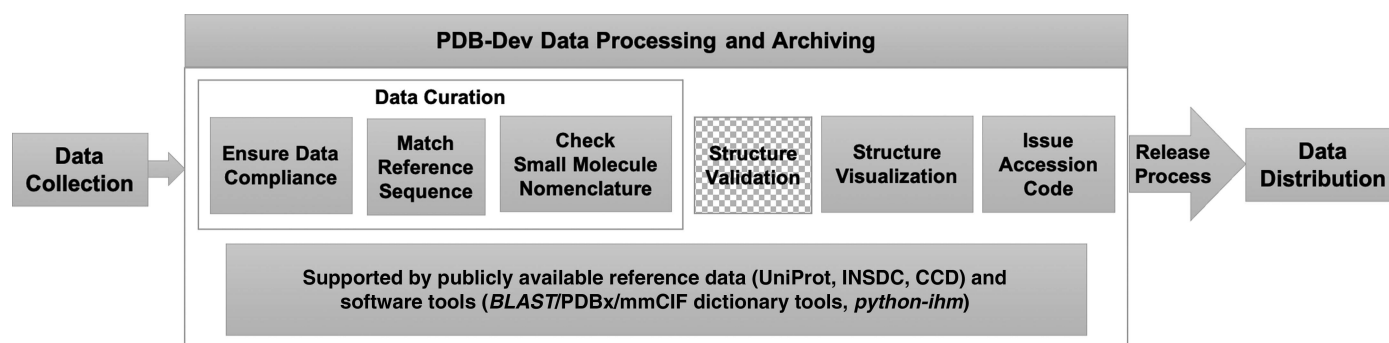 PDB-Dev Data Processing and Archiving
Data
Collection
Data Curation
Ensure Data
Compliance
Match
Reference
Sequence
Check
Small Molecule
Nomenclature
Structure
Validation
Structure
Visualization
Issue
Accession
Code
Release
Process
Data
Distribution
Supported by publicly available reference data (UniProt, INSDC, CCD) and
software tools (BLAST/PDBx/mmCIF dictionary tools, python-ihm)